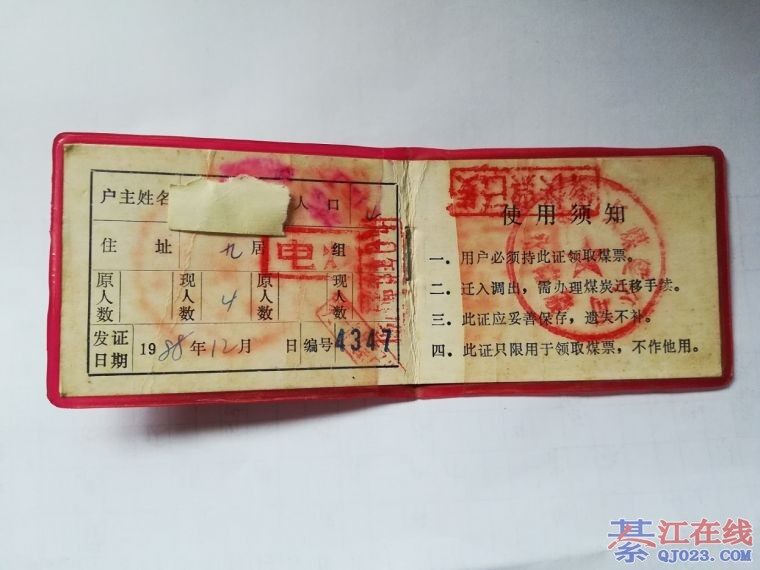 户主姓名 人口 4
住址 九居 组
原人数 现人数 4 原人数 现人数
发证日期 1988年12月 日 编号 4347
电
使用须知
一、用户必须持此证领取煤票。
二、迁入调出，需办理煤炭迁移手续。
三、此证应妥善保存，遗失不补。
四、此证只限用于领取煤票，不作他用。
綦江在线
QJ023.com